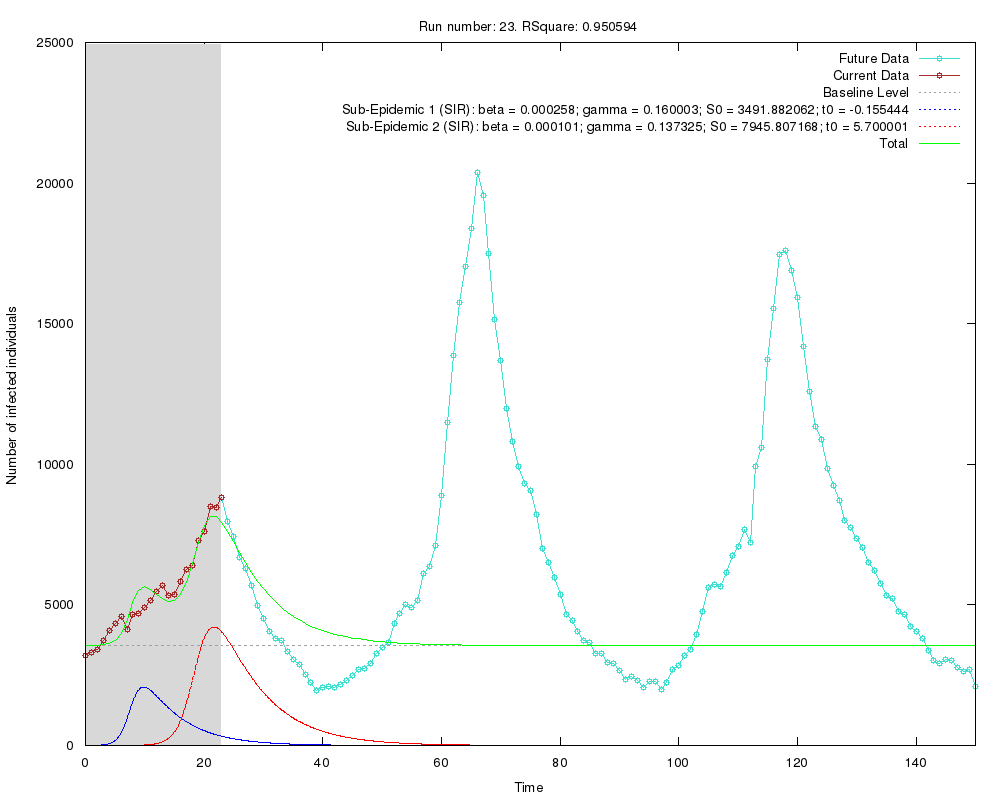 Run number: 23. RSquare: 0.950594
25000
20000
15000
10000
5000
0
Number of infected individuals
Future Data
Current Data
Baseline Level
Sub-Epidemic 1 (SIR): beta = 0.000258; gamma = 0.160003; S0 = 3491.882062; t0 = -0.155444
Sub-Epidemic 2 (SIR): beta = 0.000101; gamma = 0.137325; S0 = 7945.807168; t0 = 5.700001
Total
0 20 40 60 80 100 120 140
Time